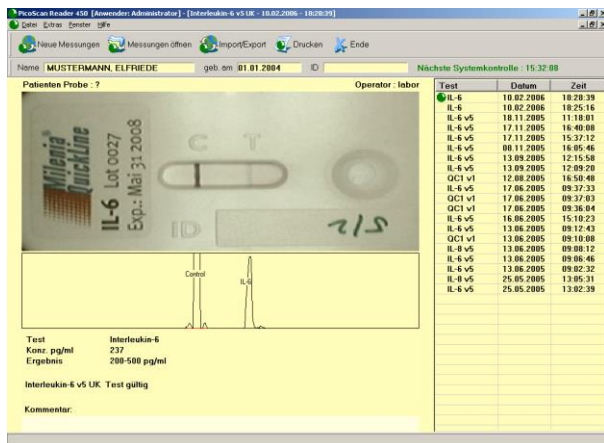 PicoScan Reader 450 [Anwender: Administrator] - [Interleukin-6 v5 UK - 10.02.2006 - 18:28:39]
Datei Extras Fenster Hilfe
Neue Messungen Messungen öffnen Import/Export Drucken Ende
Name MUSTERMANN, ELFRIEDE geb. am 01.01.2004 ID Nächste Systemkontrolle : 15:32:08
Patienten Probe : ? Operator : labor
Milenia
QuickLine
IL-6 Lot 0027
Exp.: Mai 31 2008
C T
ID
5/2
Control
IL-6
Test Interleukin-6
Konz. pg/ml 237
Ergebnis 200-500 pg/ml
Interleukin-6 v5 UK Test gültig
Kommentar:
Test Datum Zeit
IL-6 10.02.2006 18:28:39
IL-6 10.02.2006 18:25:16
IL-6 v5 18.11.2005 11:18:01
IL-6 v5 17.11.2005 16:40:08
IL-6 v5 17.11.2005 15:37:12
IL-6 v5 08.11.2005 16:05:46
IL-6 v5 13.09.2005 12:15:58
IL-6 v5 13.09.2005 12:09:20
QC1 v1 12.08.2005 16:50:48
IL-6 v5 17.06.2005 09:37:33
QC1 v1 17.06.2005 09:37:03
QC1 v1 17.06.2005 09:36:04
IL-6 v5 16.06.2005 15:10:23
IL-6 v5 13.06.2005 09:12:43
QC1 v1 13.06.2005 09:10:08
IL-8 v5 13.06.2005 09:08:12
IL-6 v5 13.06.2005 09:06:46
IL-6 v5 13.06.2005 09:02:32
IL-8 v5 25.05.2005 13:05:31
IL-6 v5 25.05.2005 13:02:39